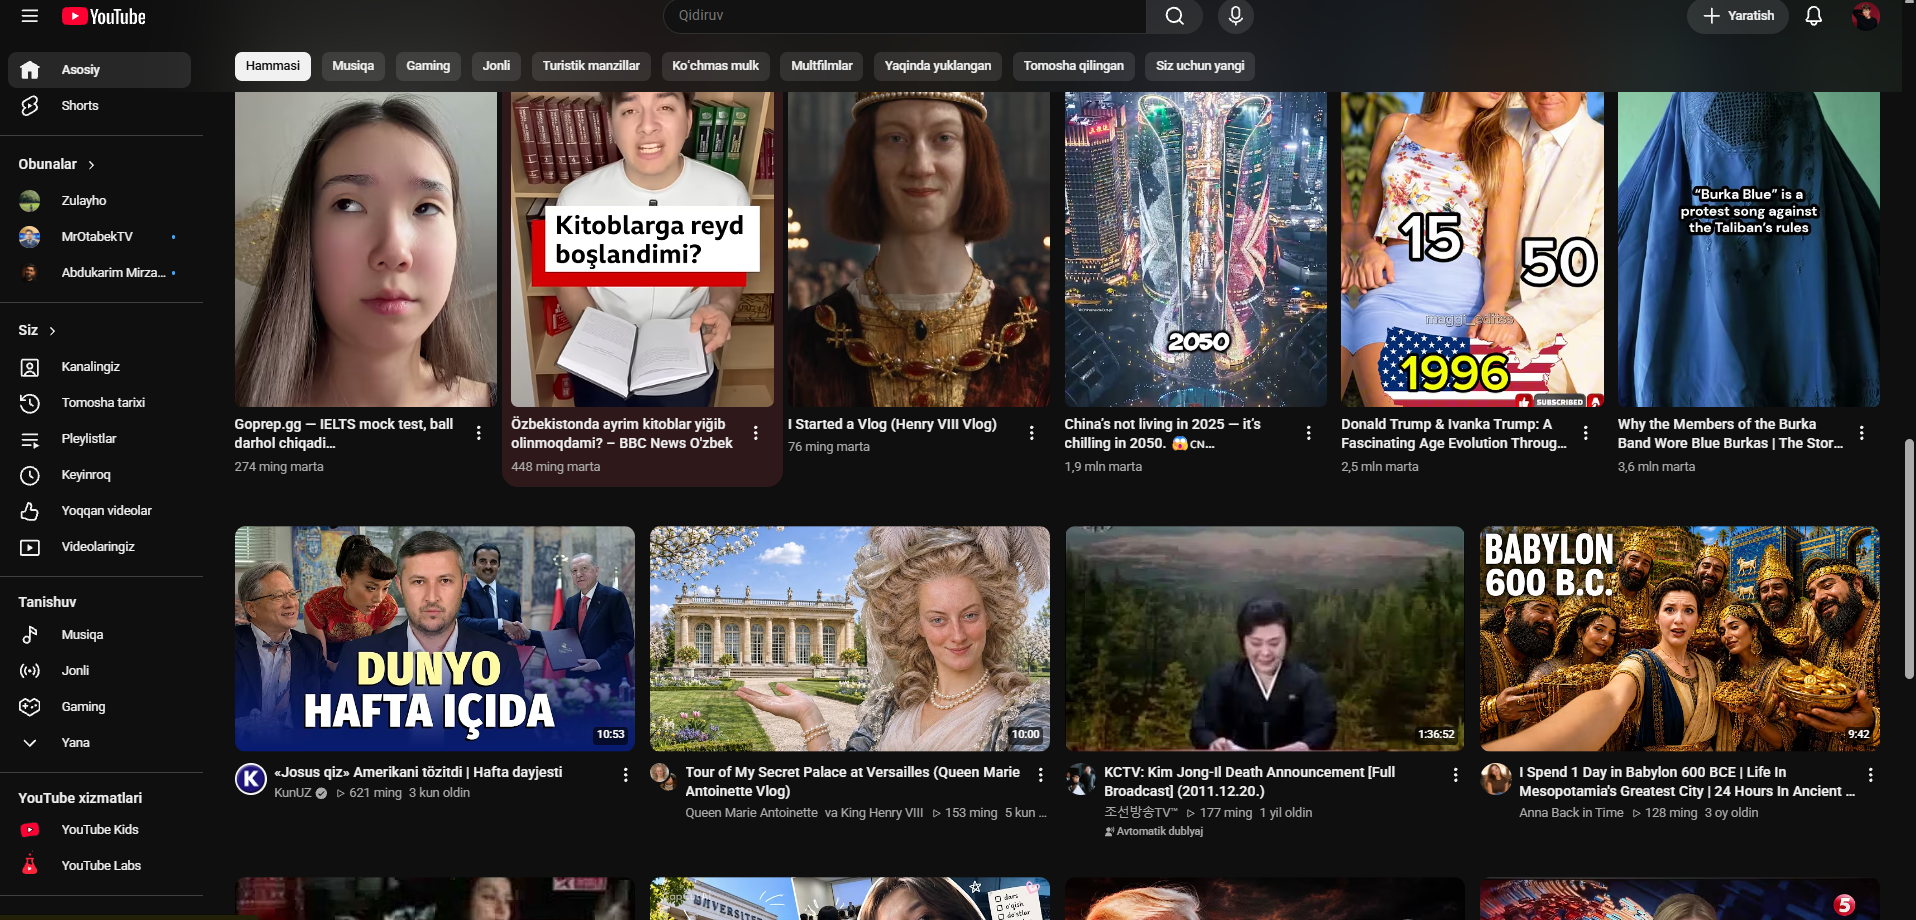 YouTube
Qidiruv
Yaratish
Hammasi
Musiqa
Gaming
Jonli
Turistik manzillar
Koʻchmas mulk
Multfilmlar
Yaqinda yuklangan
Tomosha qilingan
Siz uchun yangi
Asosiy
Shorts
Obunalar
Zulayho
MrOtabekTV
Abdukarim Mirza...
Siz
Kanalingiz
Tomosha tarixi
Pleylistlar
Keyinroq
Yoqqan videolar
Videolaringiz
Tanishuv
Musiqa
Jonli
Gaming
Yana
YouTube xizmatlari
YouTube Kids
YouTube Labs
Kitoblarga reyd
boşlandimi?
2050
15
50
maggi_editss
1996
SUBSCRIBED
"Burka Blue" is a
protest song against
the Taliban's rules
Goprep.gg — IELTS mock test, ball
darhol chiqadi...
274 ming marta
Özbekistonda ayrim kitoblar yiğib
olinmoqdami? – BBC News O'zbek
448 ming marta
I Started a Vlog (Henry VIII Vlog)
76 ming marta
China's not living in 2025 — it's
chilling in 2050. 😱 CN...
1,9 mln marta
Donald Trump & Ivanka Trump: A
Fascinating Age Evolution Throug...
2,5 mln marta
Why the Members of the Burka
Band Wore Blue Burkas | The Stor...
3,6 mln marta
DUNYO
HAFTA IÇIDA
10:53
10:00
1:36:52
BABYLON
600 B.C.
9:42
K
«Josus qiz» Amerikani tözitdi | Hafta dayjesti
KunUZ 621 ming 3 kun oldin
Tour of My Secret Palace at Versailles (Queen Marie
Antoinette Vlog)
Queen Marie Antoinette va King Henry VIII 153 ming 5 kun ...
KCTV: Kim Jong-Il Death Announcement [Full
Broadcast] (2011.12.20.)
조선방송TV™ 177 ming 1 yil oldin
Avtomatik dublyaj
I Spend 1 Day in Babylon 600 BCE | Life In
Mesopotamia's Greatest City | 24 Hours In Ancient ...
Anna Back in Time 128 ming 3 oy oldin
UNIVERSITET
dars
o'qish
do'stlar
5